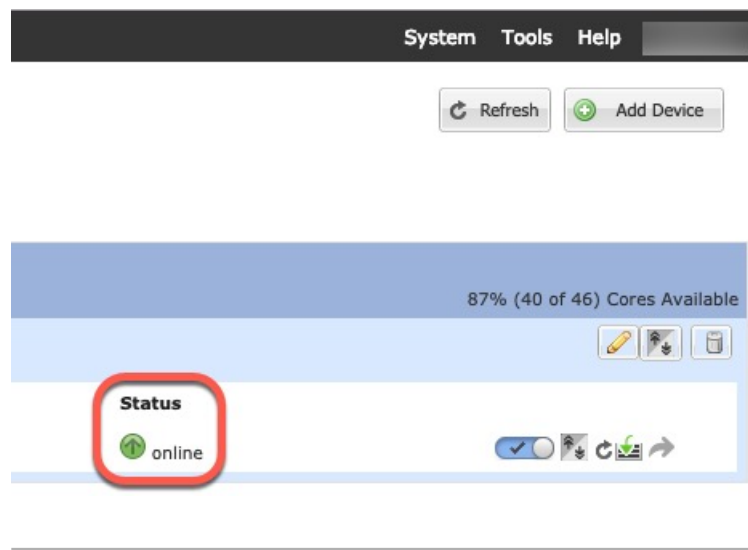 System Tools Help
Refresh Add Device
87% (40 of 46) Cores Available
Status
online